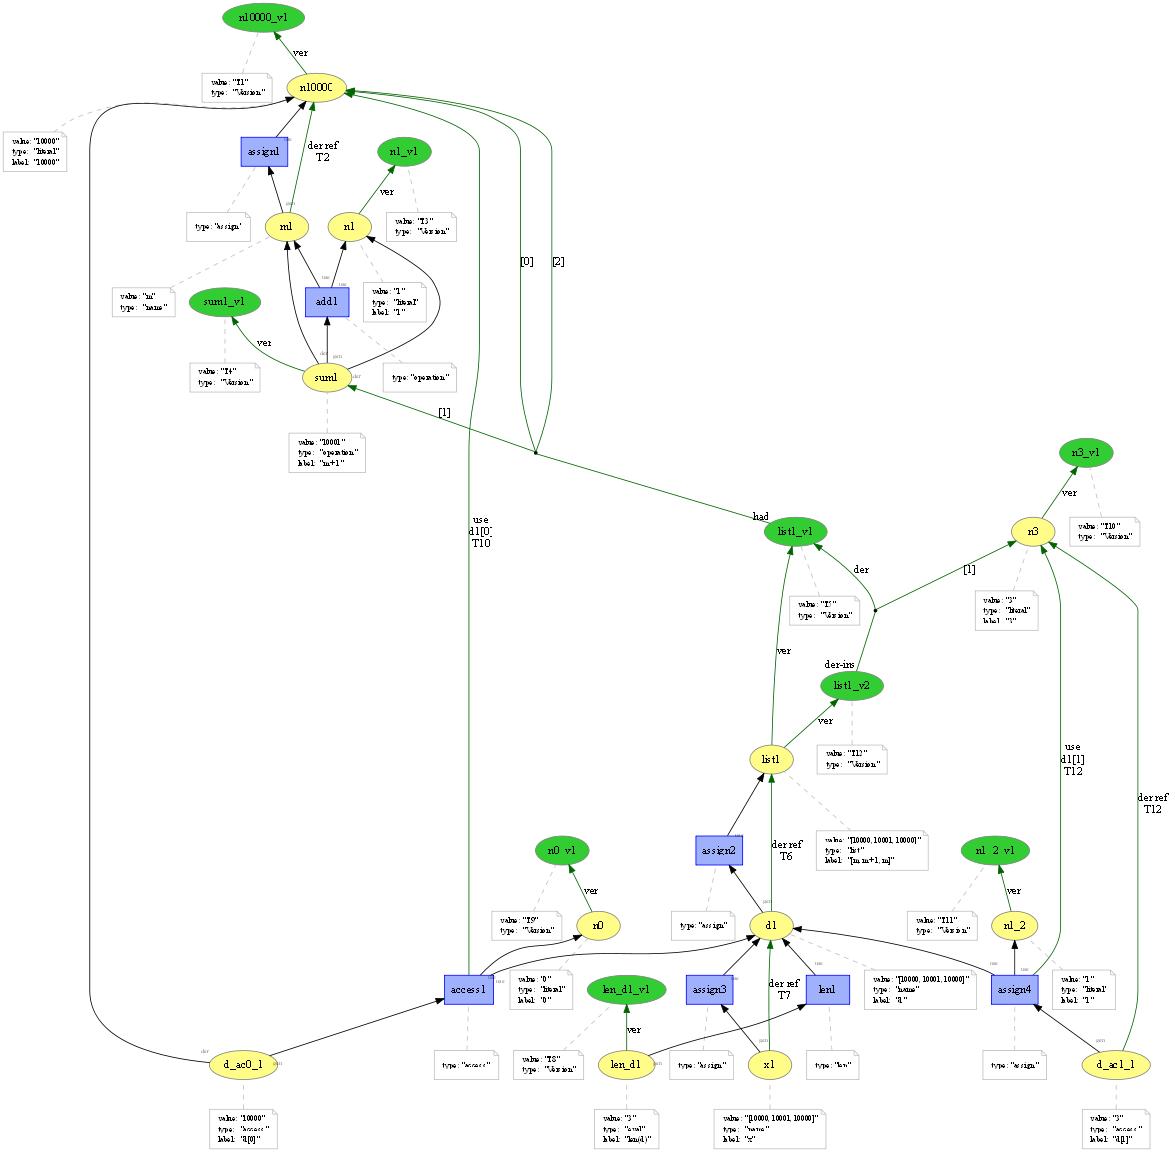 n10000_v1
ver
value: "T1"
type: "Version"
n10000
value: "10000"
type: "literal"
label: "10000"
assign1
der ref
T2
n1_v1
ver
type: "assign"
m1
n1
value: "T3"
type: "Version"
[0]
[2]
value: "m"
type: "name"
sum1_v1
add1
value: "1"
type: "literal"
label: "1"
ver
value: "T4"
type: "Version"
sum1
type: "operation"
[1]
value: "10001"
type: "operation"
label: "m+1"
n3_v1
ver
had
use
d1[0]
T10
list1_v1
n3
value: "T10"
type: "Version"
der
[1]
value: "T5"
type: "Version"
value: "3"
type: "literal"
label: "3"
ver
der-ins
list1_v2
ver
use
d1[1]
T12
list1
value: "T12"
type: "Version"
der ref
T12
n0_v1
assign2
der ref
T6
value: "[10000, 10001, 10000]"
type: "list"
label: "[m, m+1, m]"
n1_2_v1
ver
ver
value: "T9"
type: "Version"
n0
type: "assign"
d1
value: "T11"
type: "Version"
n1_2
access1
value: "0"
type: "literal"
label: "0"
len_d1_v1
assign3
der ref
T7
len1
value: "[10000, 10001, 10000]"
type: "name"
label: "d"
assign4
value: "1"
type: "literal"
label: "1"
ver
d_ac0_1
type: "access"
value: "T8"
type: "Version"
len_d1
type: "assign"
x1
type: "len"
type: "assign"
d_ac1_1
value: "10000"
type: "access"
label: "d[0]"
value: "3"
type: "eval"
label: "len(d)"
value: "[10000, 10001, 10000]"
type: "name"
label: "x"
value: "3"
type: "access"
label: "d[1]"